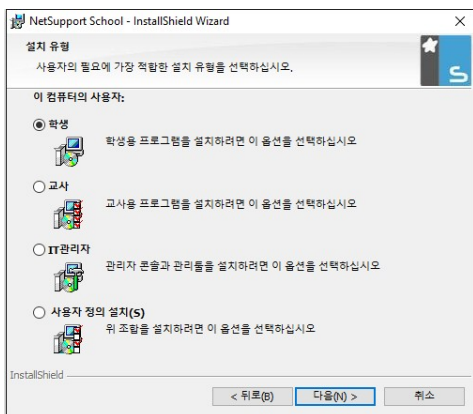 NetSupport School - InstallShield Wizard
설치 유형
사용자의 필요에 가장 적합한 설치 유형을 선택하십시오.
S
이 컴퓨터의 사용자:
학생
학생용 프로그램을 설치하려면 이 옵션을 선택하십시오
교사
교사용 프로그램을 설치하려면 이 옵션을 선택하십시오
IT관리자
관리자 콘솔과 관리툴를 설치하려면 이 옵션을 선택하십시오
사용자 정의 설치(S)
위 조합을 설치하려면 이 옵션을 선택하십시오
InstallShield
< 뒤로(B) 다음(N) > 취소